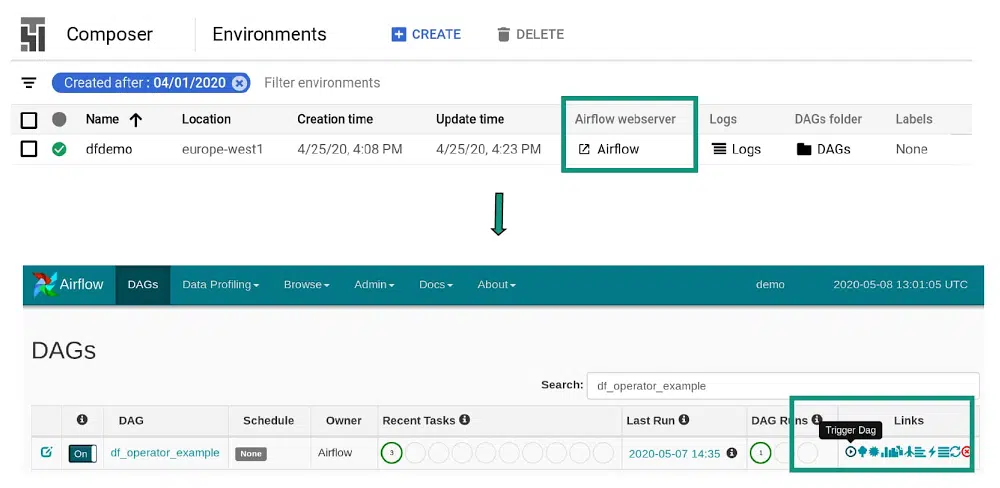 Composer Environments CREATE DELETE
Created after : 04/01/2020 Filter environments
Name Location Creation time Update time Airflow webserver Logs DAGs folder Labels
dfdemo europe-west1 4/25/20, 4:08 PM 4/25/20, 4:23 PM Airflow Logs DAGs None
Airflow DAGs Data Profiling Browse Admin Docs About demo 2020-05-08 13:01:05 UTC
DAGs
Search: df_operator_example
DAG Schedule Owner Recent Tasks Last Run DAG Runs Links
Trigger Dag
On df_operator_example None Airflow 3 2020-05-07 14:35 1